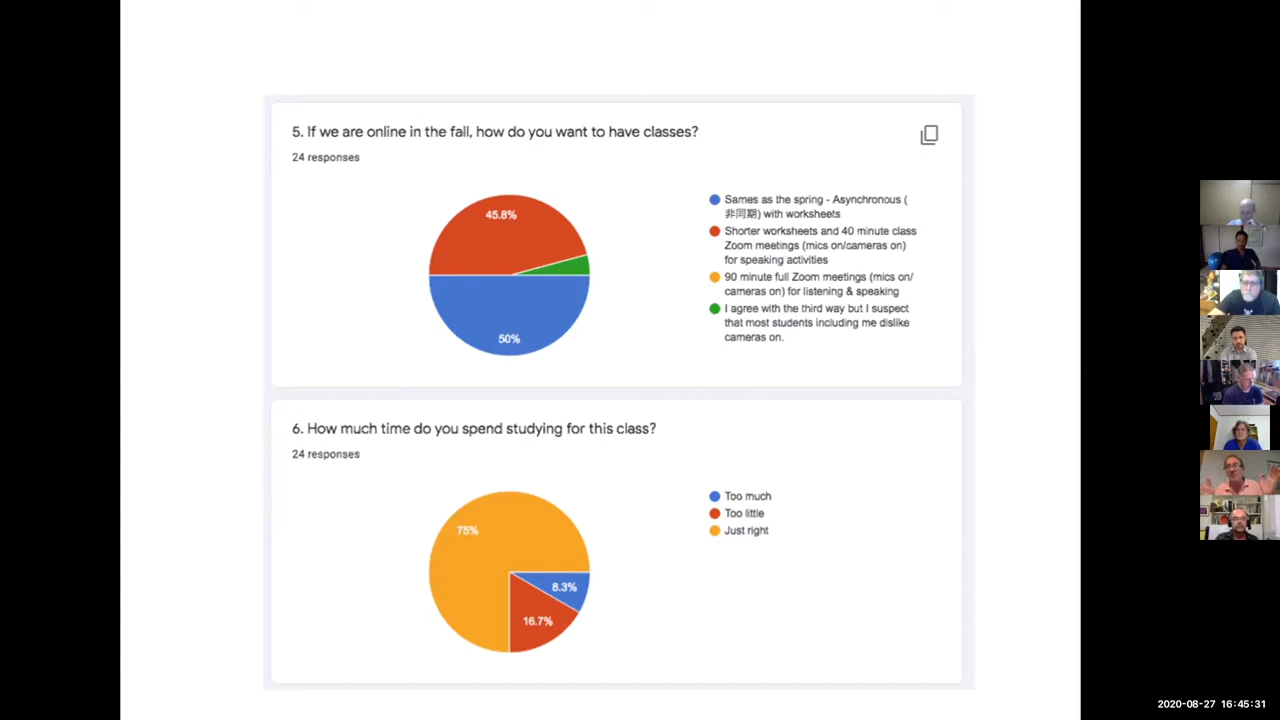 5. If we are online in the fall, how do you want to have classes?
24 responses
45.8%
50%
Sames as the spring - Asynchronous (
非同期) with worksheets
Shorter worksheets and 40 minute class
Zoom meetings (mics on/cameras on)
for speaking activities
90 minute full Zoom meetings (mics on/
cameras on) for listening & speaking
I agree with the third way but I suspect
that most students including me dislike
cameras on.
6. How much time do you spend studying for this class?
24 responses
75%
8.3%
16.7%
Too much
Too little
Just right
2020-08-27 16:45:31